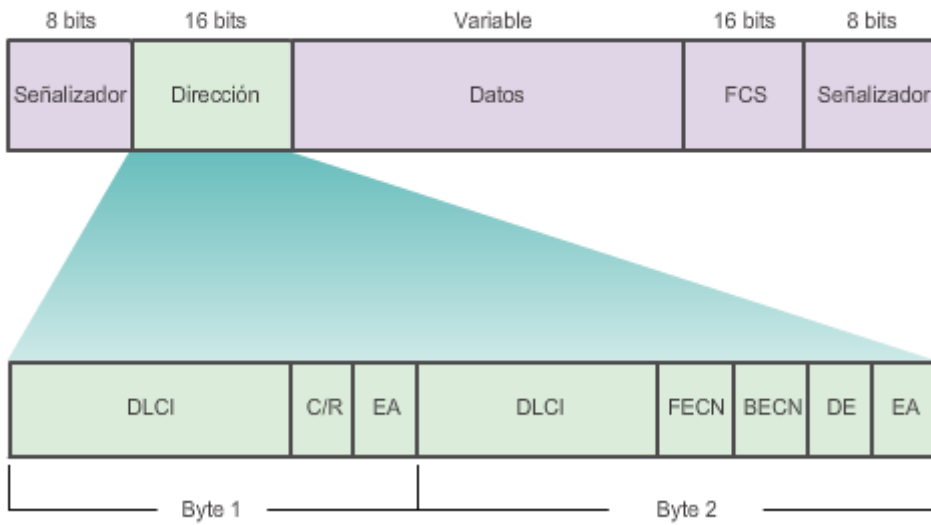 8 bits 16 bits Variable 16 bits 8 bits
Señalizador Dirección Datos FCS Señalizador
DLCI C/R EA DLCI FECN BECN DE EA
Byte 1 Byte 2